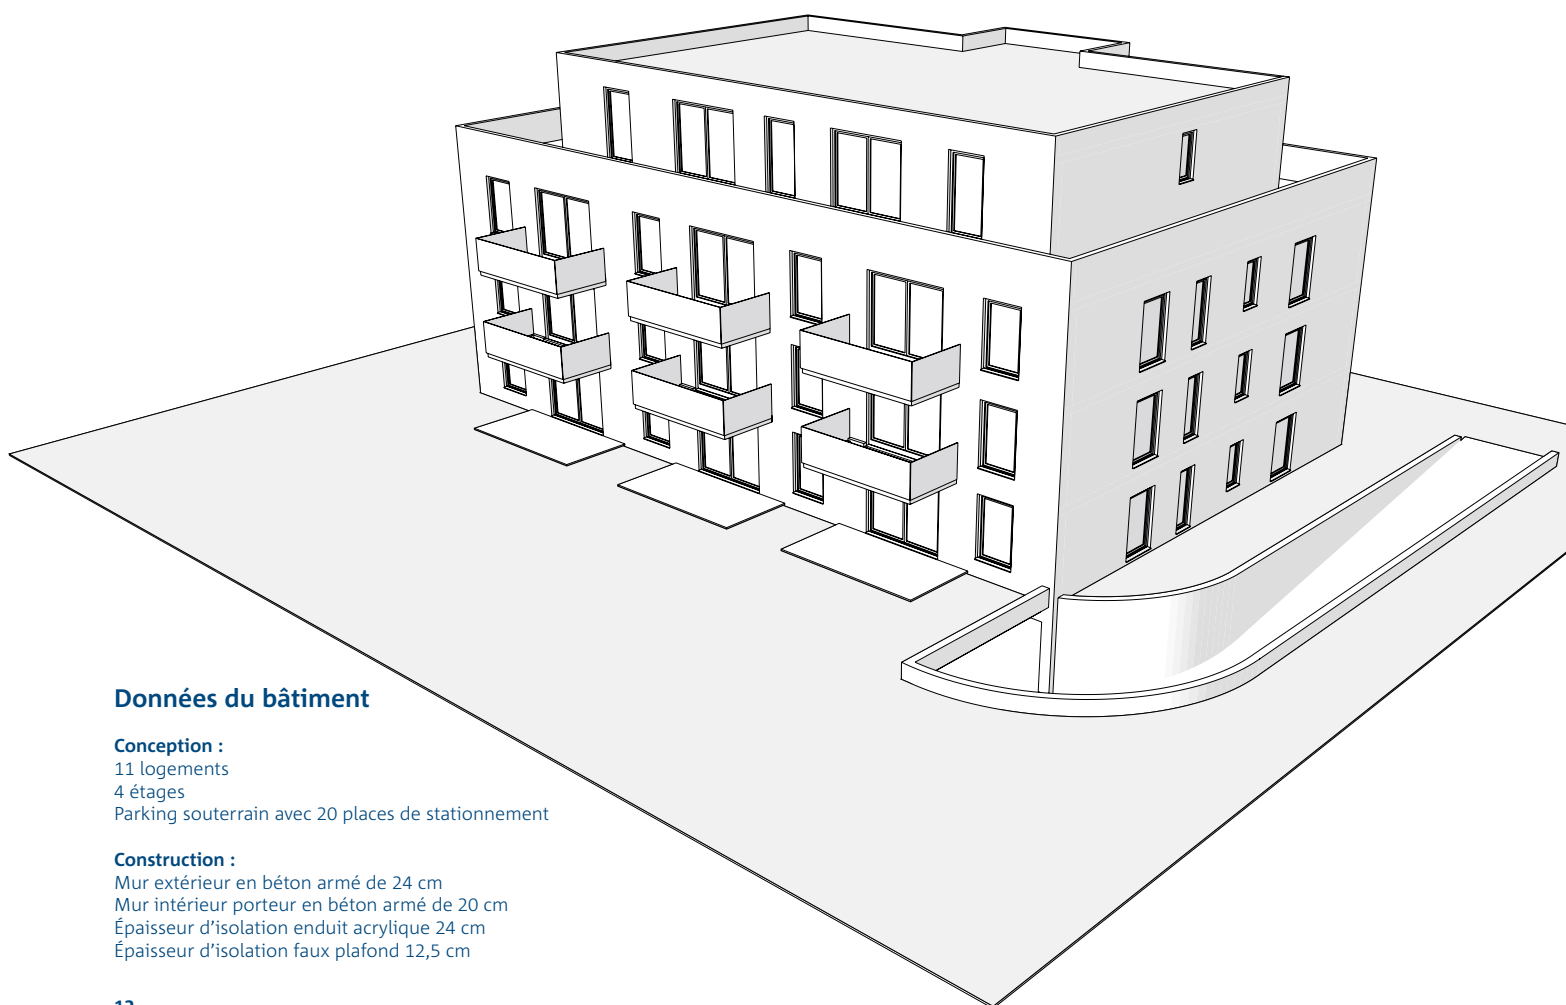 Données du bâtiment
Conception :
11 logements
4 étages
Parking souterrain avec 20 places de stationnement
Construction :
Mur extérieur en béton armé de 24 cm
Mur intérieur porteur en béton armé de 20 cm
Épaisseur d’isolation enduit acrylique 24 cm
Épaisseur d’isolation faux plafond 12,5 cm